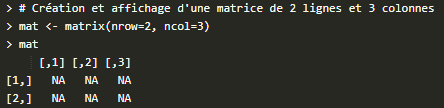 > # Création et affichage d'une matrice de 2 lignes et 3 colonnes
> mat <- matrix(nrow=2, ncol=3)
> mat
     [,1] [,2] [,3]
[1,]   NA   NA   NA
[2,]   NA   NA   NA